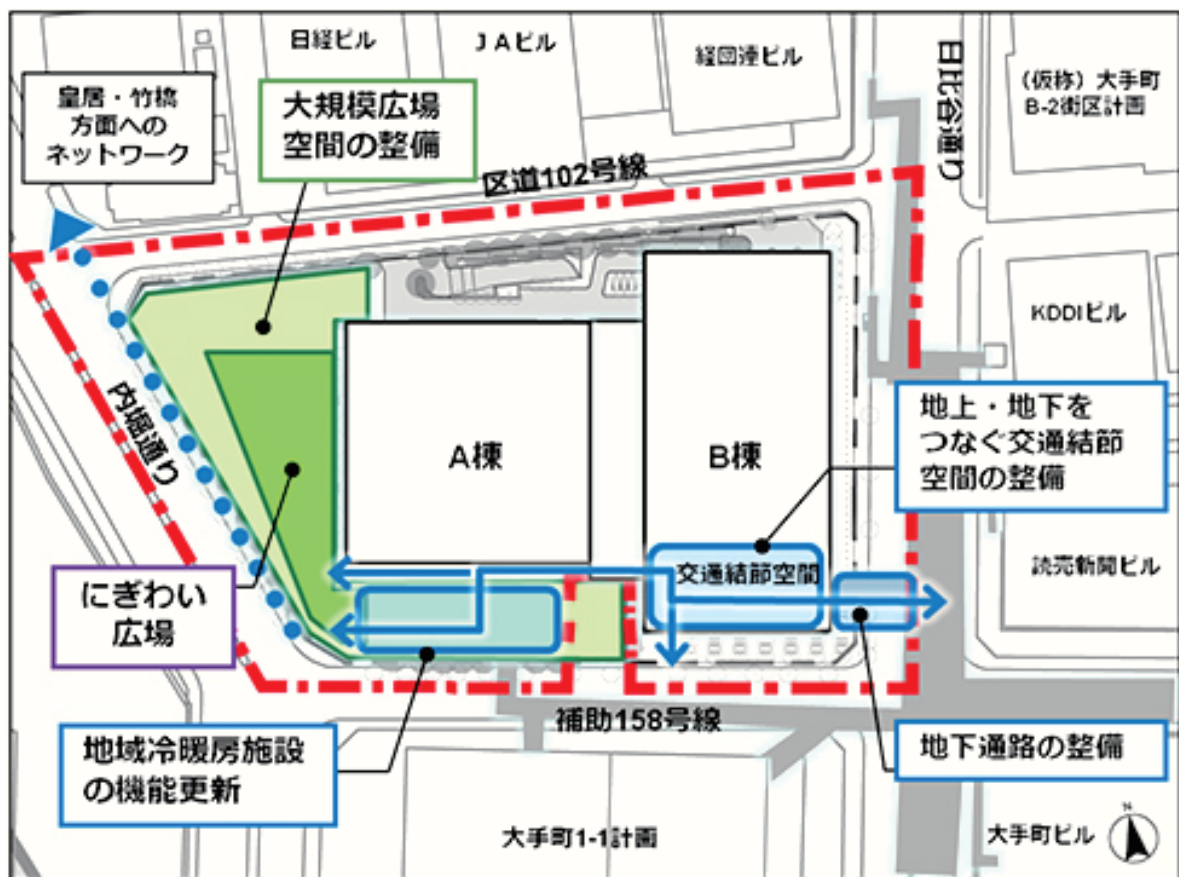 日経ビル
JAビル
経団連ビル
日比谷通り
(仮称)大手町
B-2街区計画
皇居・竹橋
方面への
ネットワーク
大規模広場
空間の整備
区道102号線
KDDIビル
内堀通り
A棟
B棟
地上・地下を
つなぐ交通結節
空間の整備
交通結節空間
読売新聞ビル
にぎわい
広場
補助158号線
地域冷暖房施設
の機能更新
地下通路の整備
大手町1-1計画
大手町ビル
N